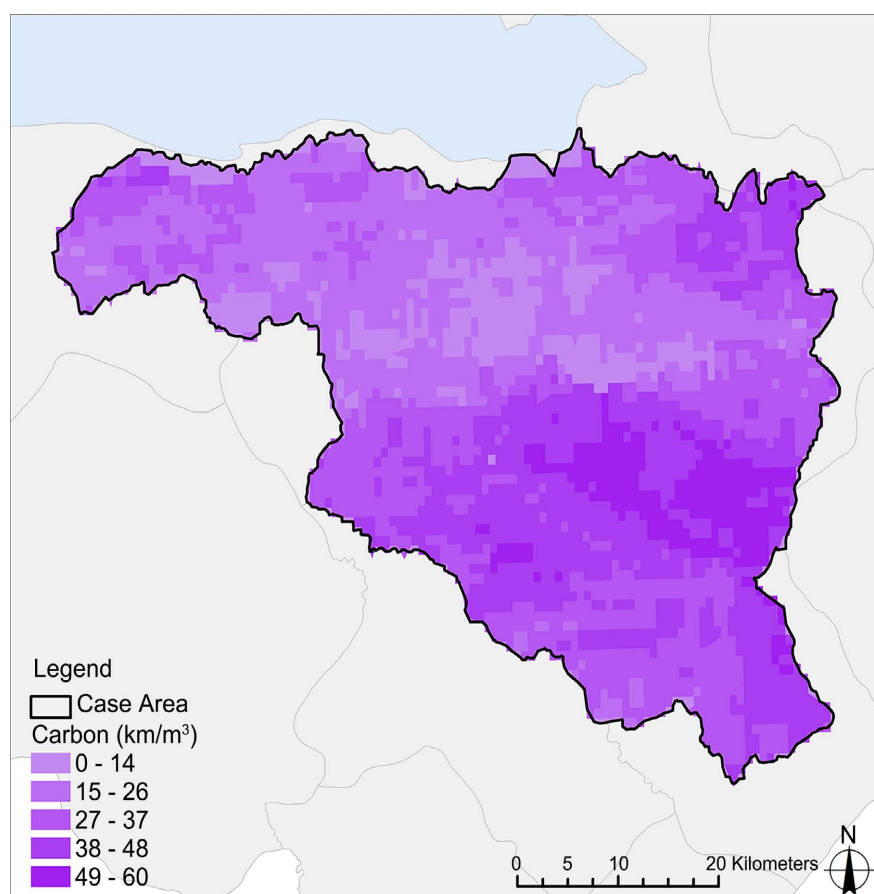 Legend
Case Area
Carbon (km/m³)
0 - 14
15 - 26
27 - 37
38 - 48
49 - 60
0 5 10 20 Kilometers
N